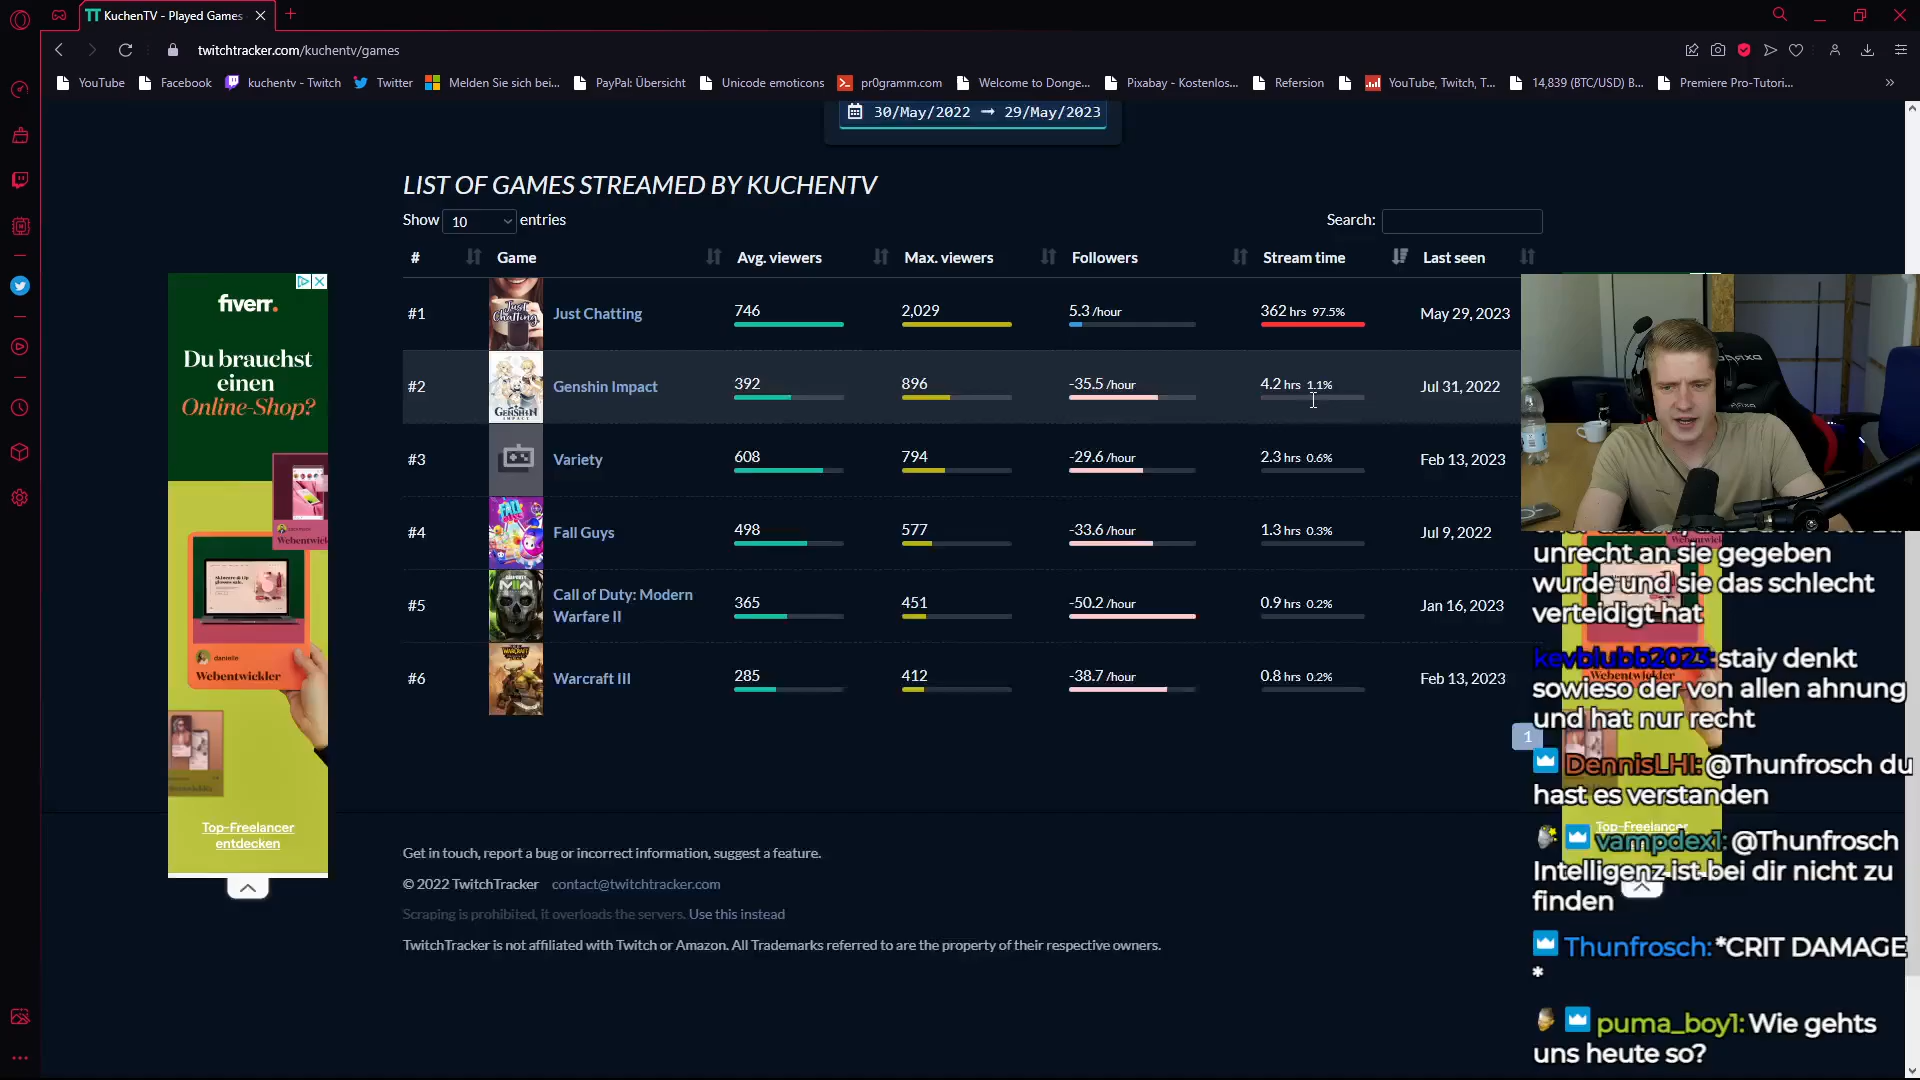 KuchenTV - Played Games
twitchtracker.com/kuchentv/games
YouTube Facebook kuchentv - Twitch Twitter Melden Sie sich bei... PayPal: Übersicht Unicode emoticons pr0gramm.com Welcome to Donge... Pixabay - Kostenlos... Refersion YouTube, Twitch, T... 14,839 (BTC/USD) B... Premiere Pro-Tutori...
30/May/2022 → 29/May/2023
LIST OF GAMES STREAMED BY KUCHENTV
Show 10 entries Search:
# Game Avg. viewers Max. viewers Followers Stream time Last seen
#1 Just Chatting 746 2,029 5.3 /hour 362 hrs 97.5% May 29, 2023
#2 Genshin Impact 392 896 -35.5 /hour 4.2 hrs 1.1% Jul 31, 2022
#3 Variety 608 794 -29.6 /hour 2.3 hrs 0.6% Feb 13, 2023
#4 Fall Guys 498 577 -33.6 /hour 1.3 hrs 0.3% Jul 9, 2022
#5 Call of Duty: Modern
Warfare II 365 451 -50.2 /hour 0.9 hrs 0.2% Jan 16, 2023
#6 Warcraft III 285 412 -38.7 /hour 0.8 hrs 0.2% Feb 13, 2023
1
Get in touch, report a bug or incorrect information, suggest a feature.
© 2022 TwitchTracker contact@twitchtracker.com
Scraping is prohibited, it overloads the servers. Use this instead
TwitchTracker is not affiliated with Twitch or Amazon. All Trademarks referred to are the property of their respective owners.
fiverr.
Du brauchst
einen
Online-Shop?
danielle
Webentwickler
Top-Freelancer
entdecken
unrecht an sie gegeben
wurde und sie das schlecht
verteidigt hat
kevblubb2023: staiy denkt
sowieso der von allen ahnung
und hat nur recht
DennisLHI: @Thunfrosch du
hast es verstanden
vampdex1: @Thunfrosch
Intelligenz ist bei dir nicht zu
finden
Thunfrosch: *CRIT DAMAGE
*
puma_boy1: Wie gehts
uns heute so?